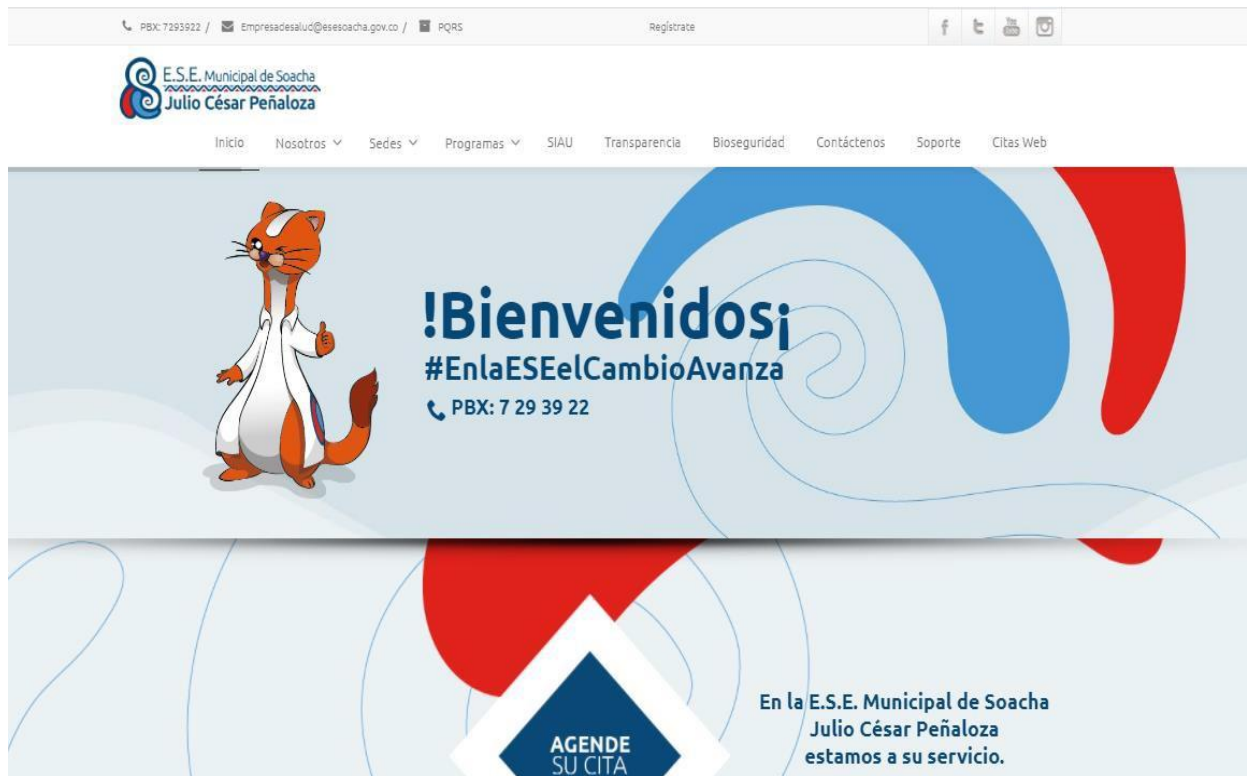 PBX: 7293922 / Empresadesalud@esesoacha.gov.co / PQRS Regístrate
E.S.E. Municipal de Soacha
Julio César Peñaloza
Inicio Nosotros Sedes Programas SIAU Transparencia Bioseguridad Contáctenos Soporte Citas Web
!Bienvenidos¡
#EnlaESEelCambioAvanza
PBX: 7 29 39 22
AGENDE
SU CITA
En la E.S.E. Municipal de Soacha
Julio César Peñaloza
estamos a su servicio.